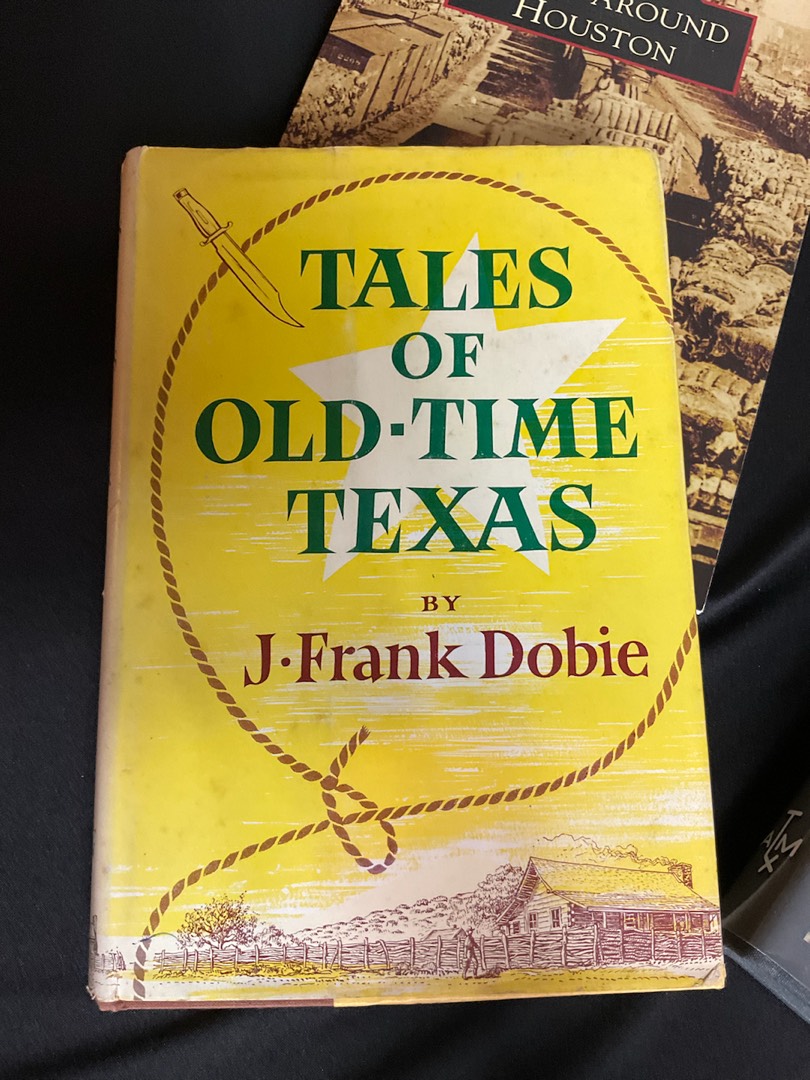 AROUND
HOUSTON
TALES
OF
OLD-TIME
TEXAS
BY
J·Frank Dobie